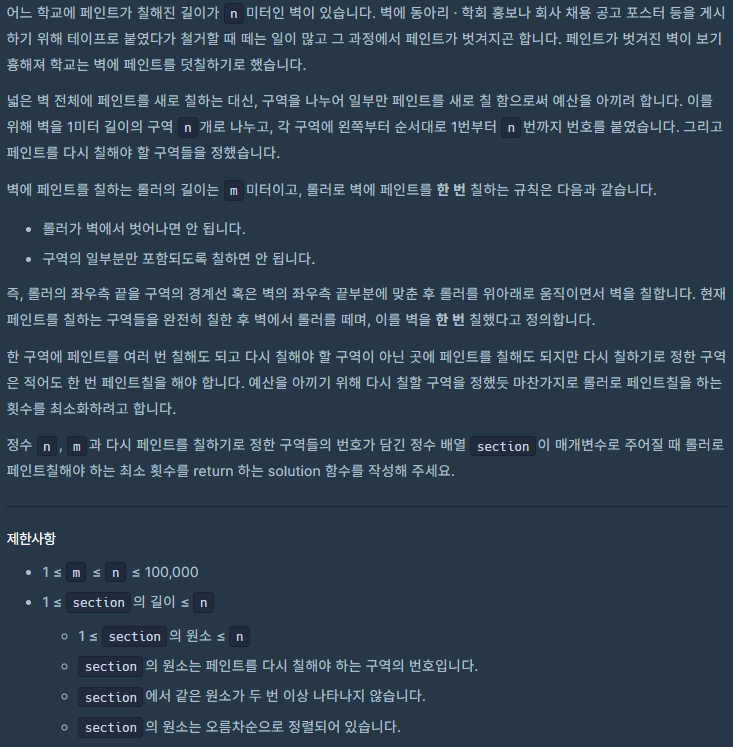 어느 학교에 페인트가 칠해진 길이가 n 미터인 벽이 있습니다. 벽에 동아리 · 학회 홍보나 회사 채용 공고 포스터 등을 게시
하기 위해 테이프로 붙였다가 철거할 때 떼는 일이 많고 그 과정에서 페인트가 벗겨지곤 합니다. 페인트가 벗겨진 벽이 보기
흉해져 학교는 벽에 페인트를 덧칠하기로 했습니다.
넓은 벽 전체에 페인트를 새로 칠하는 대신, 구역을 나누어 일부만 페인트를 새로 칠 함으로써 예산을 아끼려 합니다. 이를
위해 벽을 1미터 길이의 구역 n 개로 나누고, 각 구역에 왼쪽부터 순서대로 1번부터 n 번까지 번호를 붙였습니다. 그리고
페인트를 다시 칠해야 할 구역들을 정했습니다.
벽에 페인트를 칠하는 롤러의 길이는 m 미터이고, 롤러로 벽에 페인트를 한 번 칠하는 규칙은 다음과 같습니다.
• 롤러가 벽에서 벗어나면 안 됩니다.
• 구역의 일부분만 포함되도록 칠하면 안 됩니다.
즉, 롤러의 좌우측 끝을 구역의 경계선 혹은 벽의 좌우측 끝부분에 맞춘 후 롤러를 위아래로 움직이면서 벽을 칠합니다. 현재
페인트를 칠하는 구역들을 완전히 칠한 후 벽에서 롤러를 떼며, 이를 벽을 한 번 칠했다고 정의합니다.
한 구역에 페인트를 여러 번 칠해도 되고 다시 칠해야 할 구역이 아닌 곳에 페인트를 칠해도 되지만 다시 칠하기로 정한 구역
은 적어도 한 번 페인트칠을 해야 합니다. 예산을 아끼기 위해 다시 칠할 구역을 정했듯 마찬가지로 롤러로 페인트칠을 하는
횟수를 최소화하려고 합니다.
정수 n, m과 다시 페인트를 칠하기로 정한 구역들의 번호가 담긴 정수 배열 section 이 매개변수로 주어질 때 롤러로
페인트칠해야 하는 최소 횟수를 return 하는 solution 함수를 작성해 주세요.
제한사항
• 1 ≤ m ≤ n ≤ 100,000
• 1 ≤ section 의 길이 ≤ n
◦ 1 ≤ section 의 원소 ≤ n
◦ section 의 원소는 페인트를 다시 칠해야 하는 구역의 번호입니다.
◦ section 에서 같은 원소가 두 번 이상 나타나지 않습니다.
◦ section 의 원소는 오름차순으로 정렬되어 있습니다.